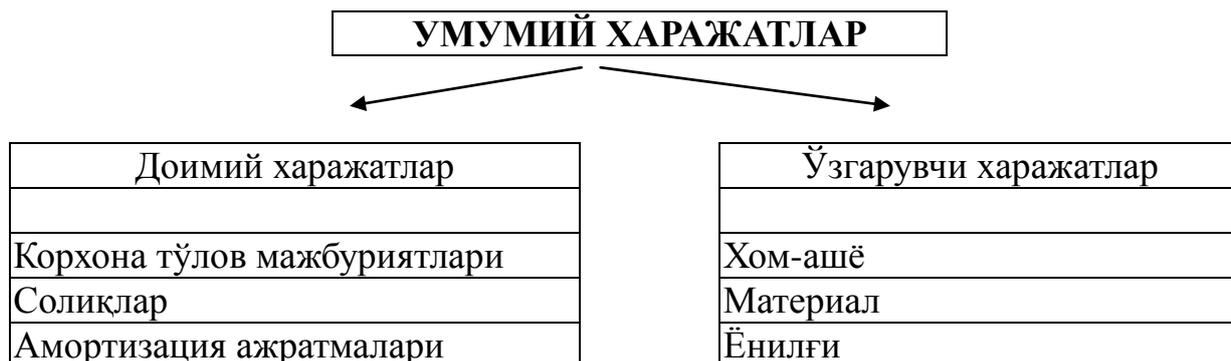 УМУМИЙ ХАРАЖАТЛАР
Доимий харажатлар
Корхона тўлов мажбуриятлари
Солиқлар
Амортизация ажратмалари
Ўзгарувчи харажатлар
Хом-ашё
Материал
Ёнилғи